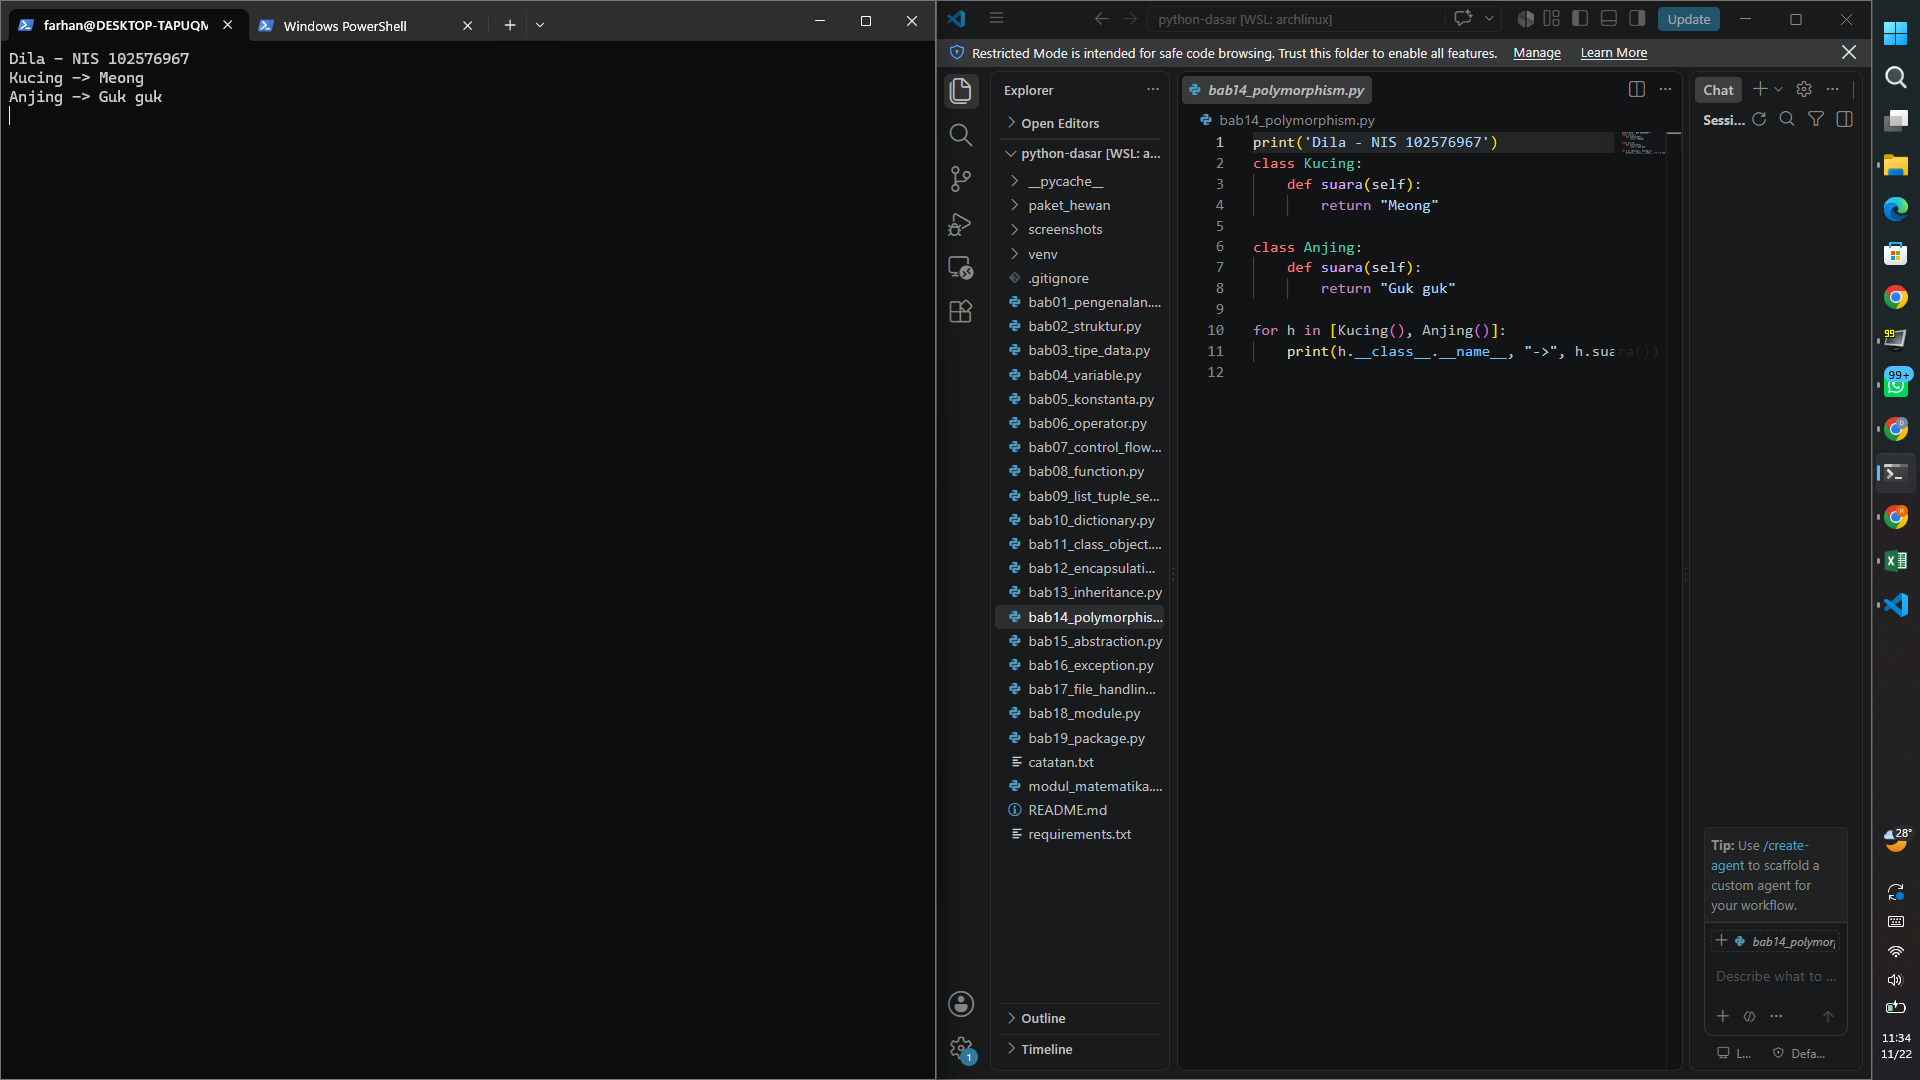 farhan@DESKTOP-TAPUQN
Windows PowerShell
Dila - NIS 102576967
Kucing -> Meong
Anjing -> Guk guk
python-dasar [WSL: archlinux]
Update
Restricted Mode is intended for safe code browsing. Trust this folder to enable all features. Manage Learn More
Explorer
Open Editors
python-dasar [WSL: a...
__pycache__
paket_hewan
screenshots
venv
.gitignore
bab01_pengenalan....
bab02_struktur.py
bab03_tipe_data.py
bab04_variable.py
bab05_konstanta.py
bab06_operator.py
bab07_control_flow...
bab08_function.py
bab09_list_tuple_se...
bab10_dictionary.py
bab11_class_object....
bab12_encapsulati...
bab13_inheritance.py
bab14_polymorphis...
bab15_abstraction.py
bab16_exception.py
bab17_file_handlin...
bab18_module.py
bab19_package.py
catatan.txt
modul_matematika....
README.md
requirements.txt
Outline
Timeline
1
bab14_polymorphism.py
bab14_polymorphism.py
1 print('Dila - NIS 102576967')
2 class Kucing:
3 def suara(self):
4 return "Meong"
5
6 class Anjing:
7 def suara(self):
8 return "Guk guk"
9
10 for h in [Kucing(), Anjing()]:
11 print(h.__class__.__name__, "->", h.suara())
12
Chat
Sessi...
Tip: Use /create-
agent to scaffold a
custom agent for
your workflow.
bab14_polymor
Describe what to ...
L...
Defa...
99
99+
28°
11:34
11/22